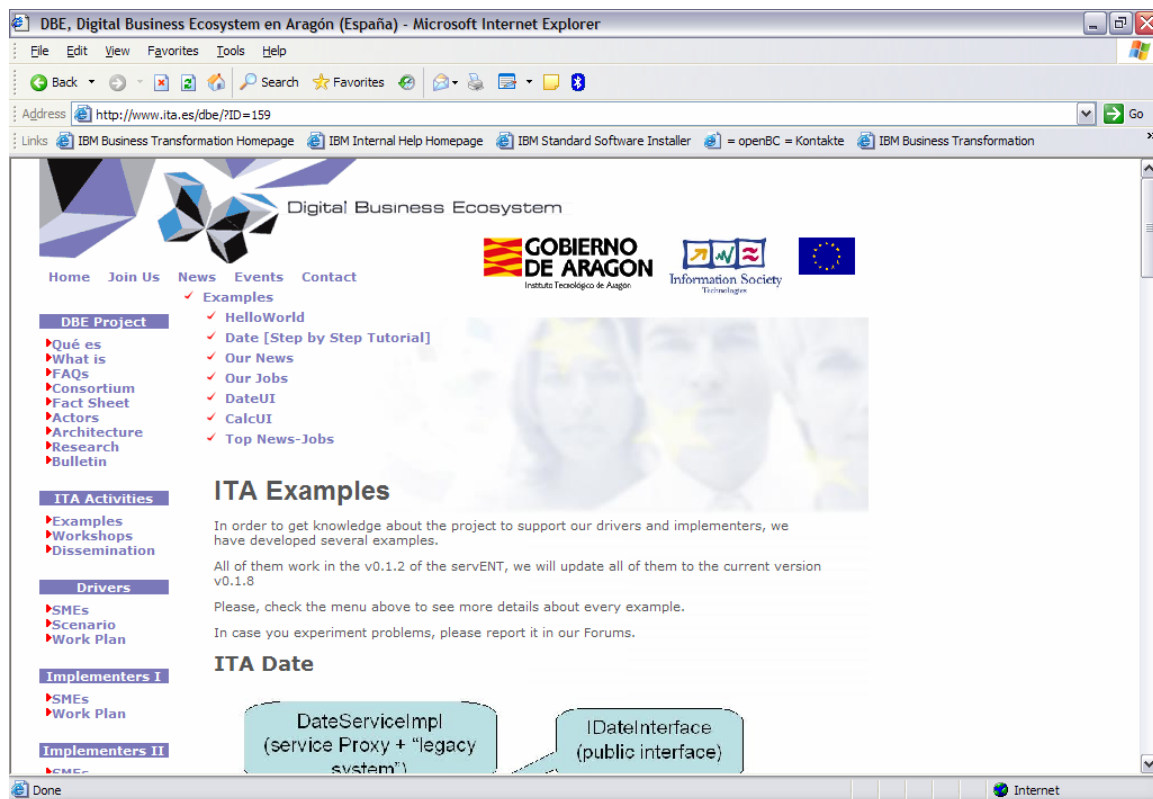 DBE, Digital Business Ecosystem en Aragón (España) - Microsoft Internet Explorer
File Edit View Favorites Tools Help
Back Search Favorites
Address http://www.ita.es/dbe/?ID=159 Go
Links IBM Business Transformation Homepage IBM Internal Help Homepage IBM Standard Software Installer = openBC = Kontakte IBM Business Transformation »
Digital Business Ecosystem
GOBIERNO
DE ARAGON
Instituto Tecnológico de Aragón
Information Society
Technologies
Home Join Us News Events Contact
Examples
HelloWorld
Date [Step by Step Tutorial]
Our News
Our Jobs
DateUI
CalcUI
Top News-Jobs
DBE Project
Qué es
What is
FAQs
Consortium
Fact Sheet
Actors
Architecture
Research
Bulletin
ITA Activities
Examples
Workshops
Dissemination
Drivers
SMEs
Scenario
Work Plan
Implementers I
SMEs
Work Plan
Implementers II
SMEs
ITA Examples
In order to get knowledge about the project to support our drivers and implementers, we
have developed several examples.
All of them work in the v0.1.2 of the servENT, we will update all of them to the current version
v0.1.8
Please, check the menu above to see more details about every example.
In case you experiment problems, please report it in our Forums.
ITA Date
DateServiceImpl
(service Proxy + “legacy
system”)
IDateInterface
(public interface)
Done Internet